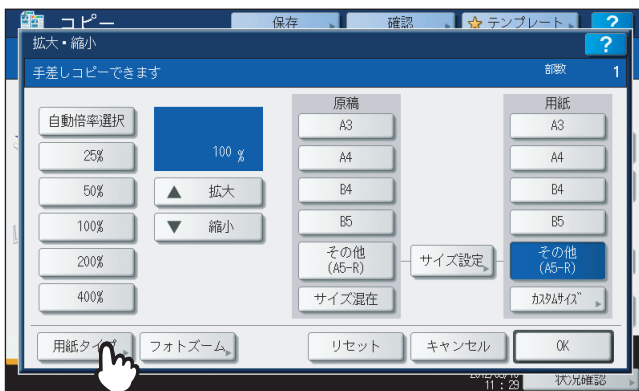 コピー 保存 確認 テンプレート ?
拡大・縮小 ?
手差しコピーできます 部数 1
原稿 用紙
自動倍率選択 A3 A3
25% 100 % A4 A4
50% ▲ 拡大 B4 B4
100% ▼ 縮小 B5 B5
200% その他 サイズ設定 その他
(A5-R) (A5-R)
400% サイズ混在 カスタムサイズ
用紙タイプ フォトズーム リセット キャンセル OK
11:29 状況確認